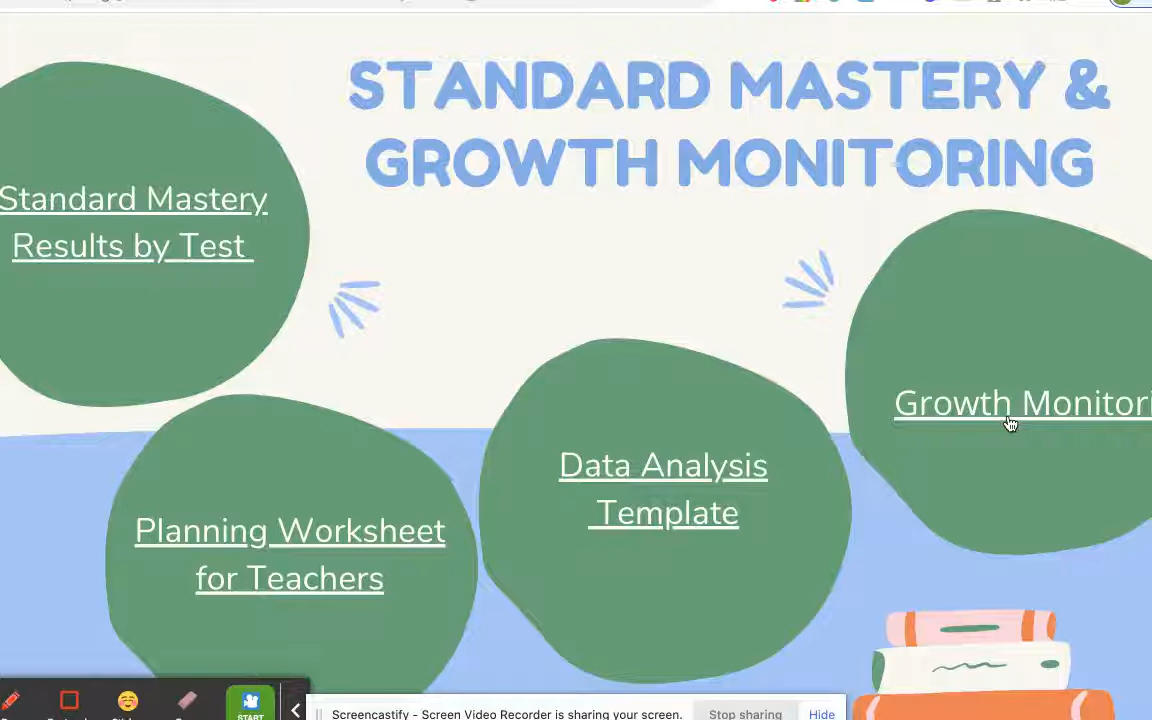 STANDARD MASTERY &
GROWTH MONITORING
Standard Mastery
Results by Test
Growth Monitori
Data Analysis
Template
Planning Worksheet
for Teachers
START
Screencastify - Screen Video Recorder is sharing your screen.
Stop sharing
Hide